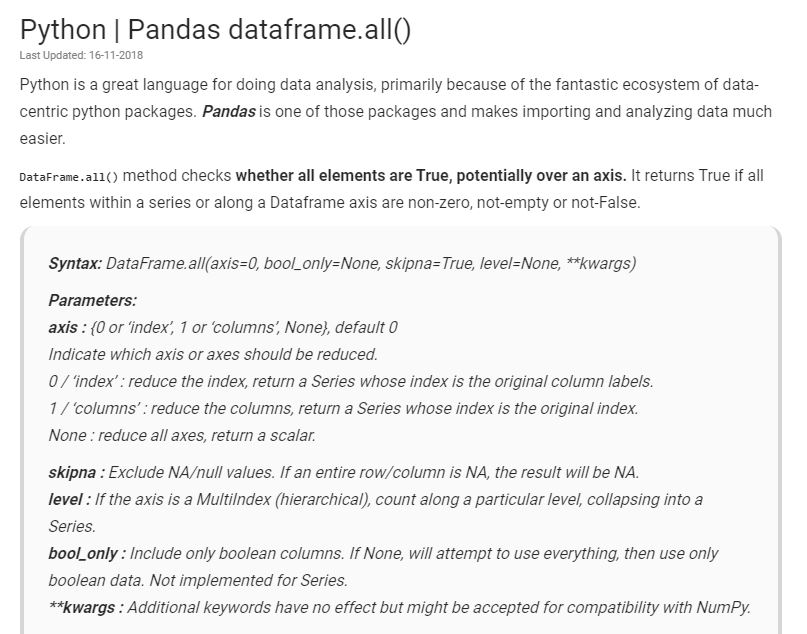 Python | Pandas dataframe.all()
Last Updated: 16-11-2018
Python is a great language for doing data analysis, primarily because of the fantastic ecosystem of data-
centric python packages. Pandas is one of those packages and makes importing and analyzing data much
easier.
DataFrame.all() method checks whether all elements are True, potentially over an axis. It returns True if all
elements within a series or along a Dataframe axis are non-zero, not-empty or not-False.
Syntax: DataFrame.all(axis=0, bool_only=None, skipna=True, level=None, **kwargs)
Parameters:
axis : {0 or ‘index’, 1 or ‘columns’, None}, default 0
Indicate which axis or axes should be reduced.
0 / ‘index’ : reduce the index, return a Series whose index is the original column labels.
1 / ‘columns’ : reduce the columns, return a Series whose index is the original index.
None : reduce all axes, return a scalar.
skipna : Exclude NA/null values. If an entire row/column is NA, the result will be NA.
level : If the axis is a MultiIndex (hierarchical), count along a particular level, collapsing into a
Series.
bool_only : Include only boolean columns. If None, will attempt to use everything, then use only
boolean data. Not implemented for Series.
**kwargs : Additional keywords have no effect but might be accepted for compatibility with NumPy.